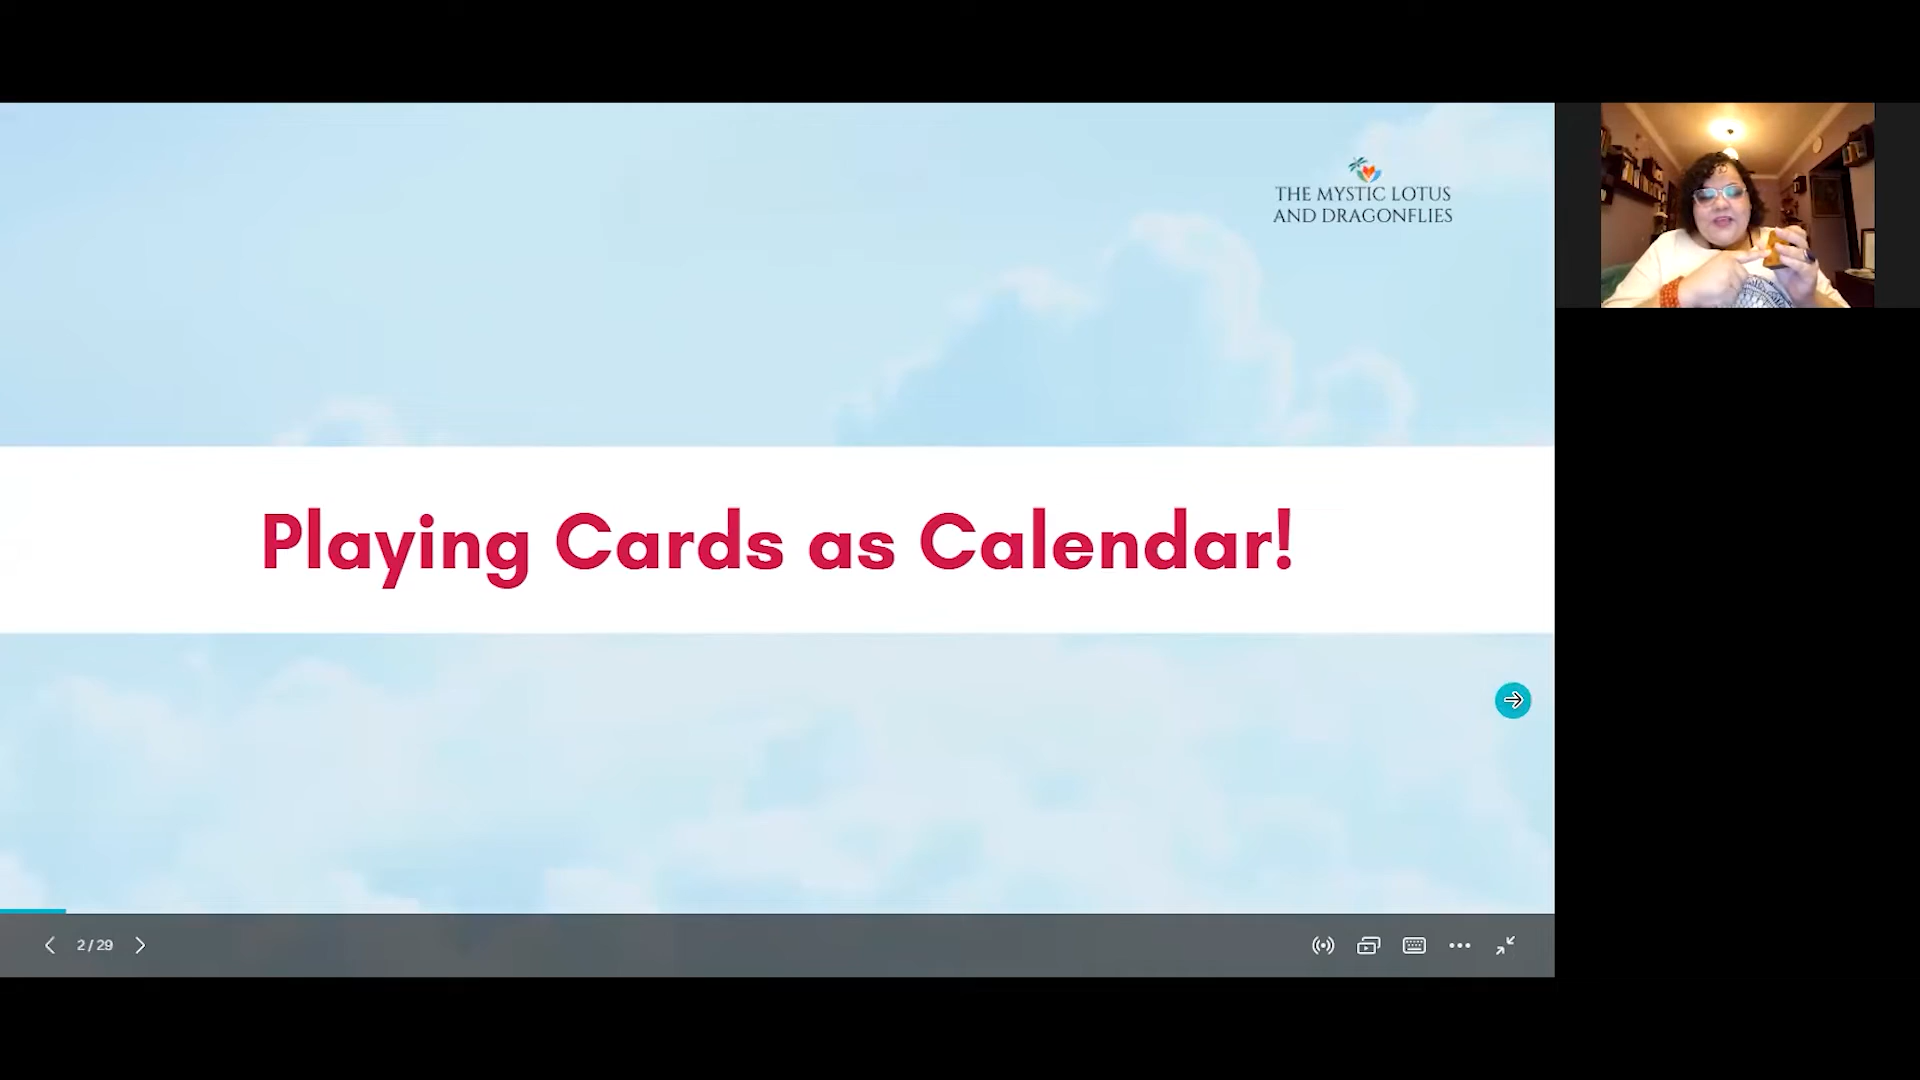 THE MYSTIC LOTUS
AND DRAGONFLIES
Playing Cards as Calendar!
2 / 29